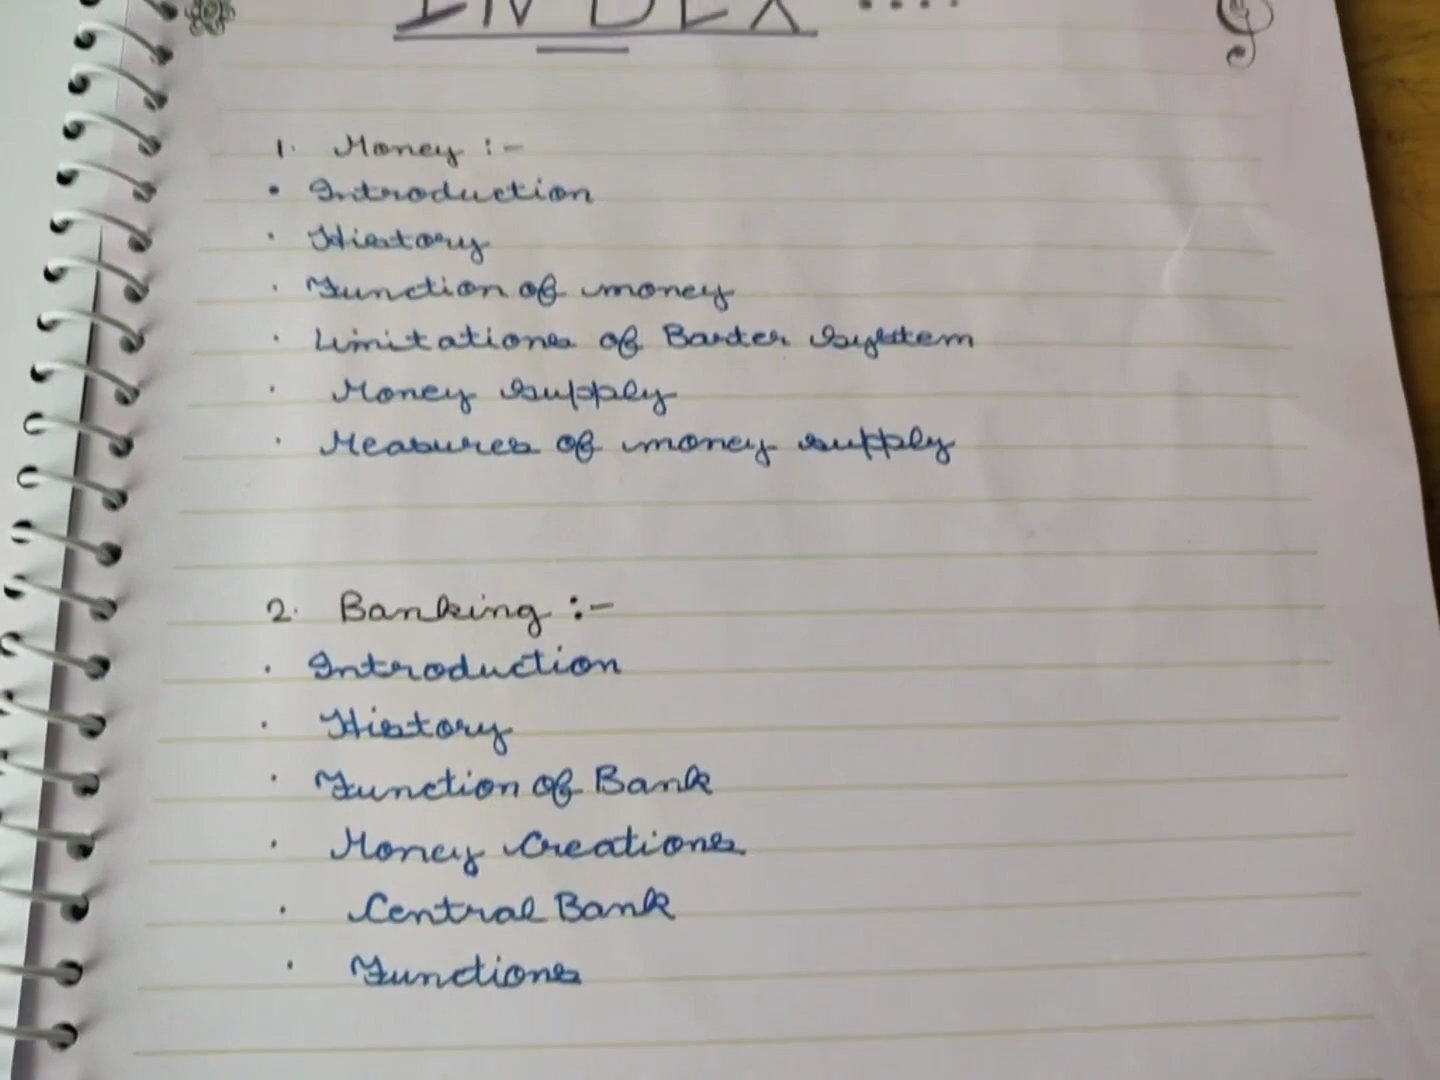 INDEX ....
1. Money :-
• Introduction
• History
• Function of money
• Limitations of Barter System
• Money supply
• Measures of money supply
2. Banking :-
• Introduction
• History
• Function of Bank
• Money Creations
• Central Bank
• Functions